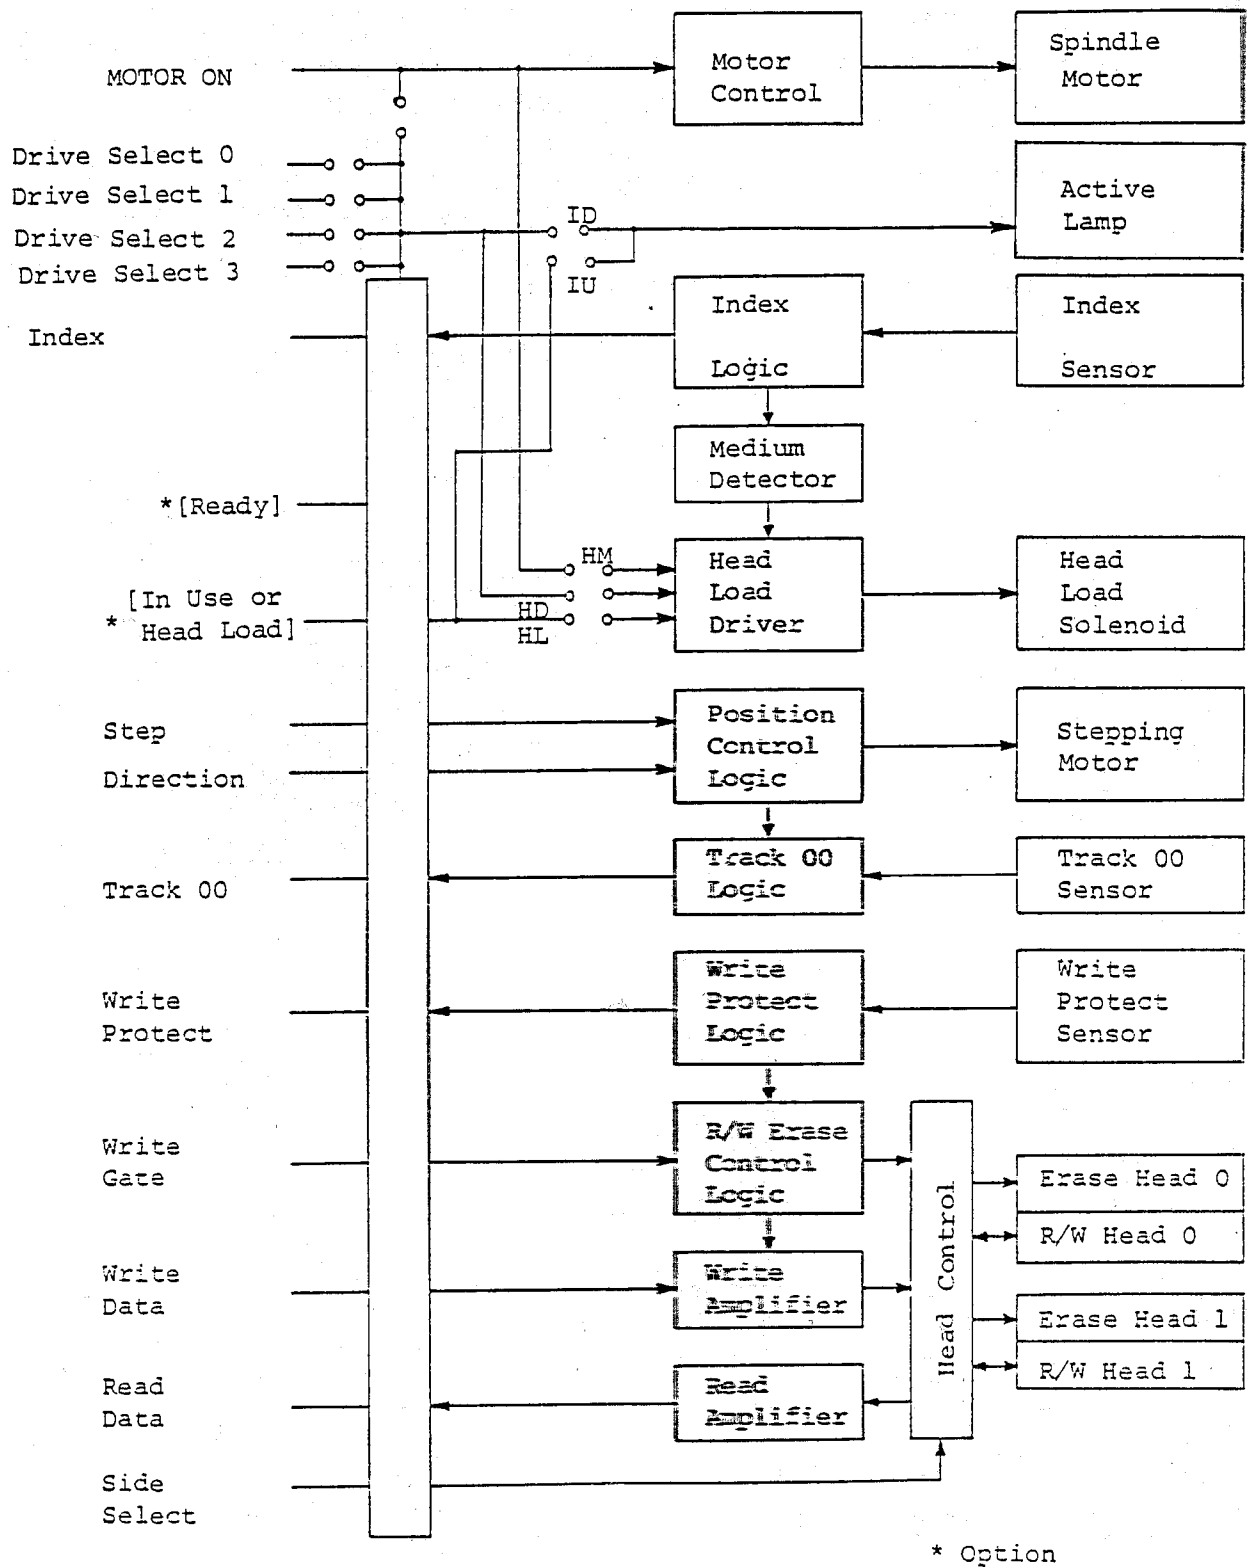 MOTOR ON
Motor
Control
Spindle
Motor
Drive Select 0
Drive Select 1
Drive Select 2
Drive Select 3
ID
IU
Active
Lamp
Index
Index
Logic
Index
Sensor
Medium
Detector
*[Ready]
[In Use or
* Head Load]
HM
HD
HL
Head
Load
Driver
Head
Load
Solenoid
Step
Direction
Position
Control
Logic
Stepping
Motor
Track 00
Track 00
Logic
Track 00
Sensor
Write
Protect
Write
Protect
Logic
Write
Protect
Sensor
Write
Gate
R/W Erase
Control
Logic
Head Control
Erase Head 0
R/W Head 0
Erase Head 1
R/W Head 1
Write
Data
Write
Amplifier
Read
Data
Read
Amplifier
Side
Select
* Option